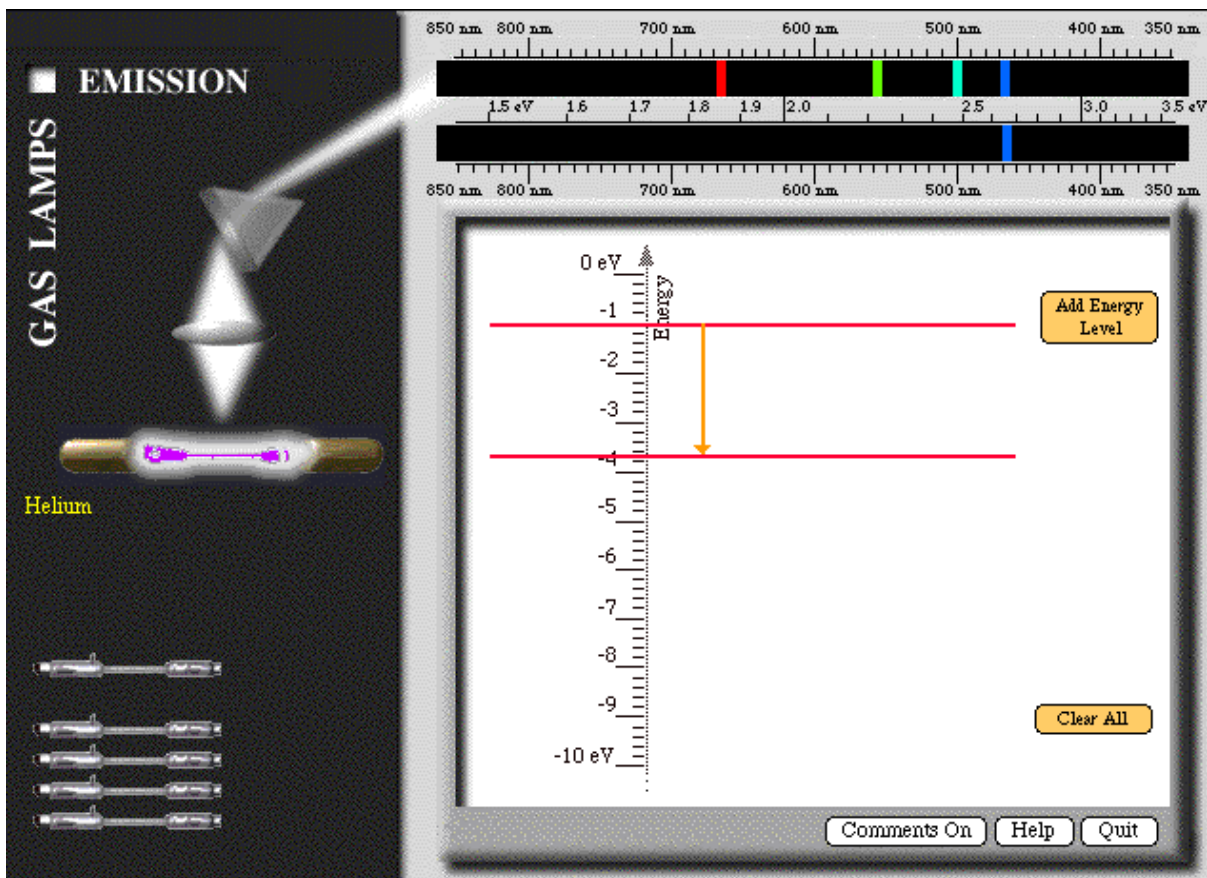 EMISSION
GAS LAMPS
Helium
850 nm 800 nm 700 nm 600 nm 500 nm 400 nm 350 nm
1.5 eV 1.6 1.7 1.8 1.9 2.0 2.5 3.0 3.5 eV
850 nm 800 nm 700 nm 600 nm 500 nm 400 nm 350 nm
0 eV
Energy
-1
-2
-3
-4
-5
-6
-7
-8
-9
-10 eV
Add Energy
Level
Clear All
Comments On Help Quit